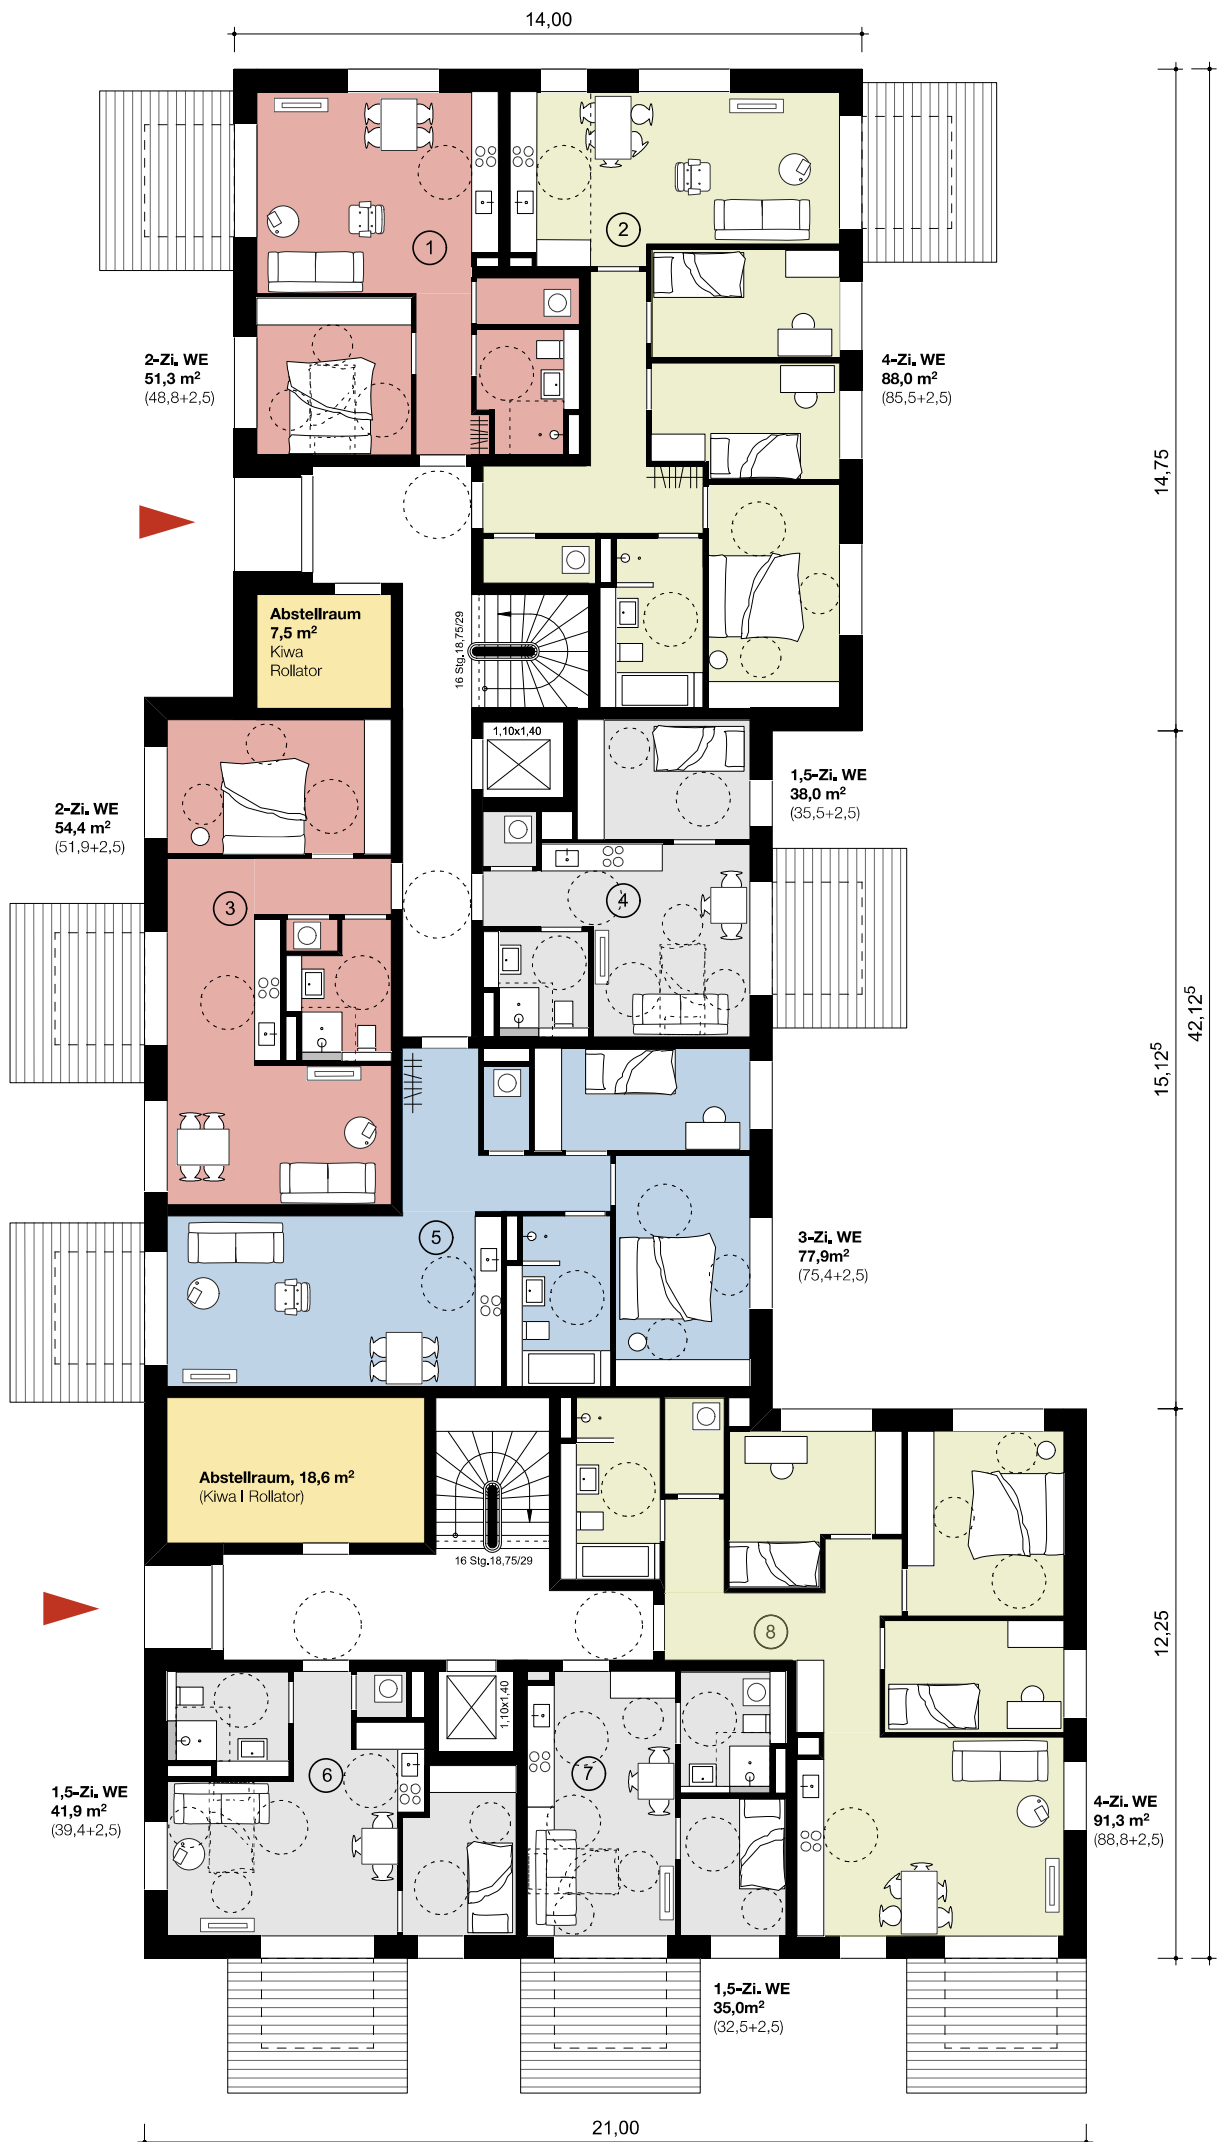 14,00
1
2
2-Zi. WE
51,3 m²
(48,8+2,5)
4-Zi. WE
88,0 m²
(85,5+2,5)
14,75
Abstellraum
7,5 m²
Kiwa
Rollator
16 Stg.18,75/29
1,10x1,40
1,5-Zi. WE
38,0 m²
(35,5+2,5)
2-Zi. WE
54,4 m²
(51,9+2,5)
3
4
15,12⁵
42,12⁵
5
3-Zi. WE
77,9m²
(75,4+2,5)
Abstellraum, 18,6 m²
(Kiwa I Rollator)
16 Stg.18,75/29
8
12,25
1,10x1,40
6
7
1,5-Zi. WE
41,9 m²
(39,4+2,5)
4-Zi. WE
91,3 m²
(88,8+2,5)
1,5-Zi. WE
35,0m²
(32,5+2,5)
21,00